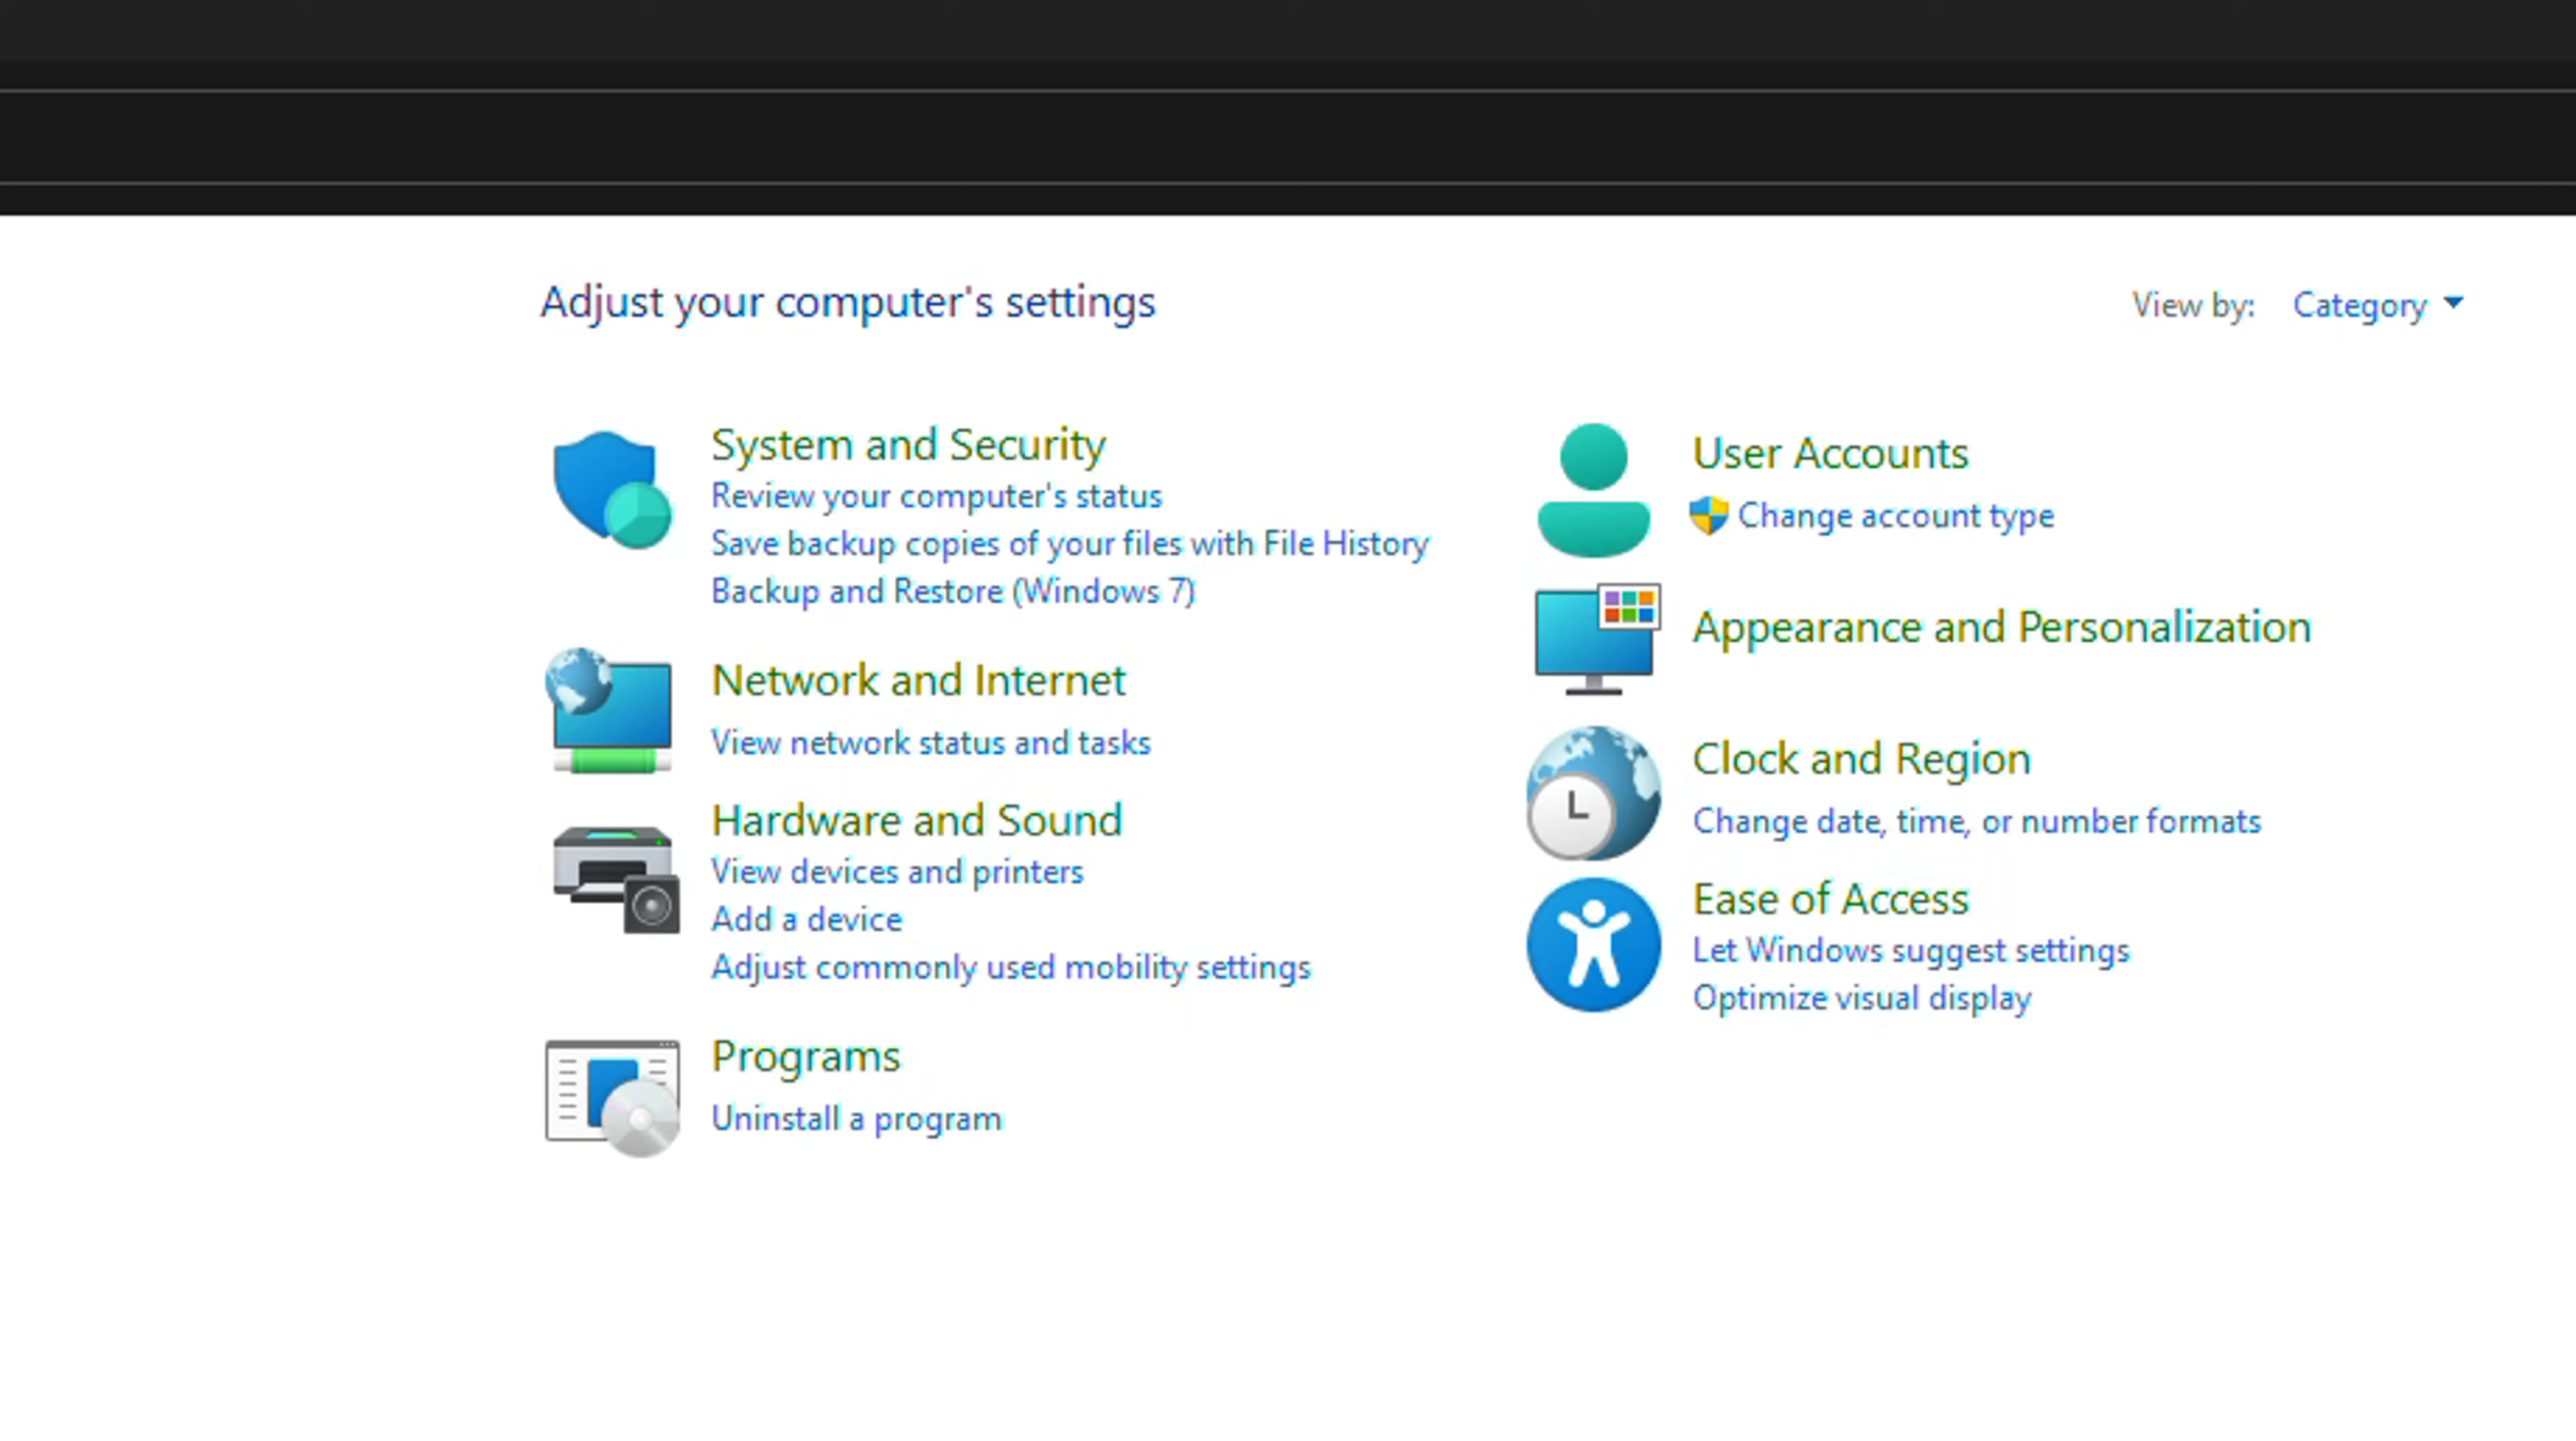 Adjust your computer's settings
View by: Category
System and Security
Review your computer's status
Save backup copies of your files with File History
Backup and Restore (Windows 7)
Network and Internet
View network status and tasks
Hardware and Sound
View devices and printers
Add a device
Adjust commonly used mobility settings
Programs
Uninstall a program
User Accounts
Change account type
Appearance and Personalization
Clock and Region
Change date, time, or number formats
Ease of Access
Let Windows suggest settings
Optimize visual display